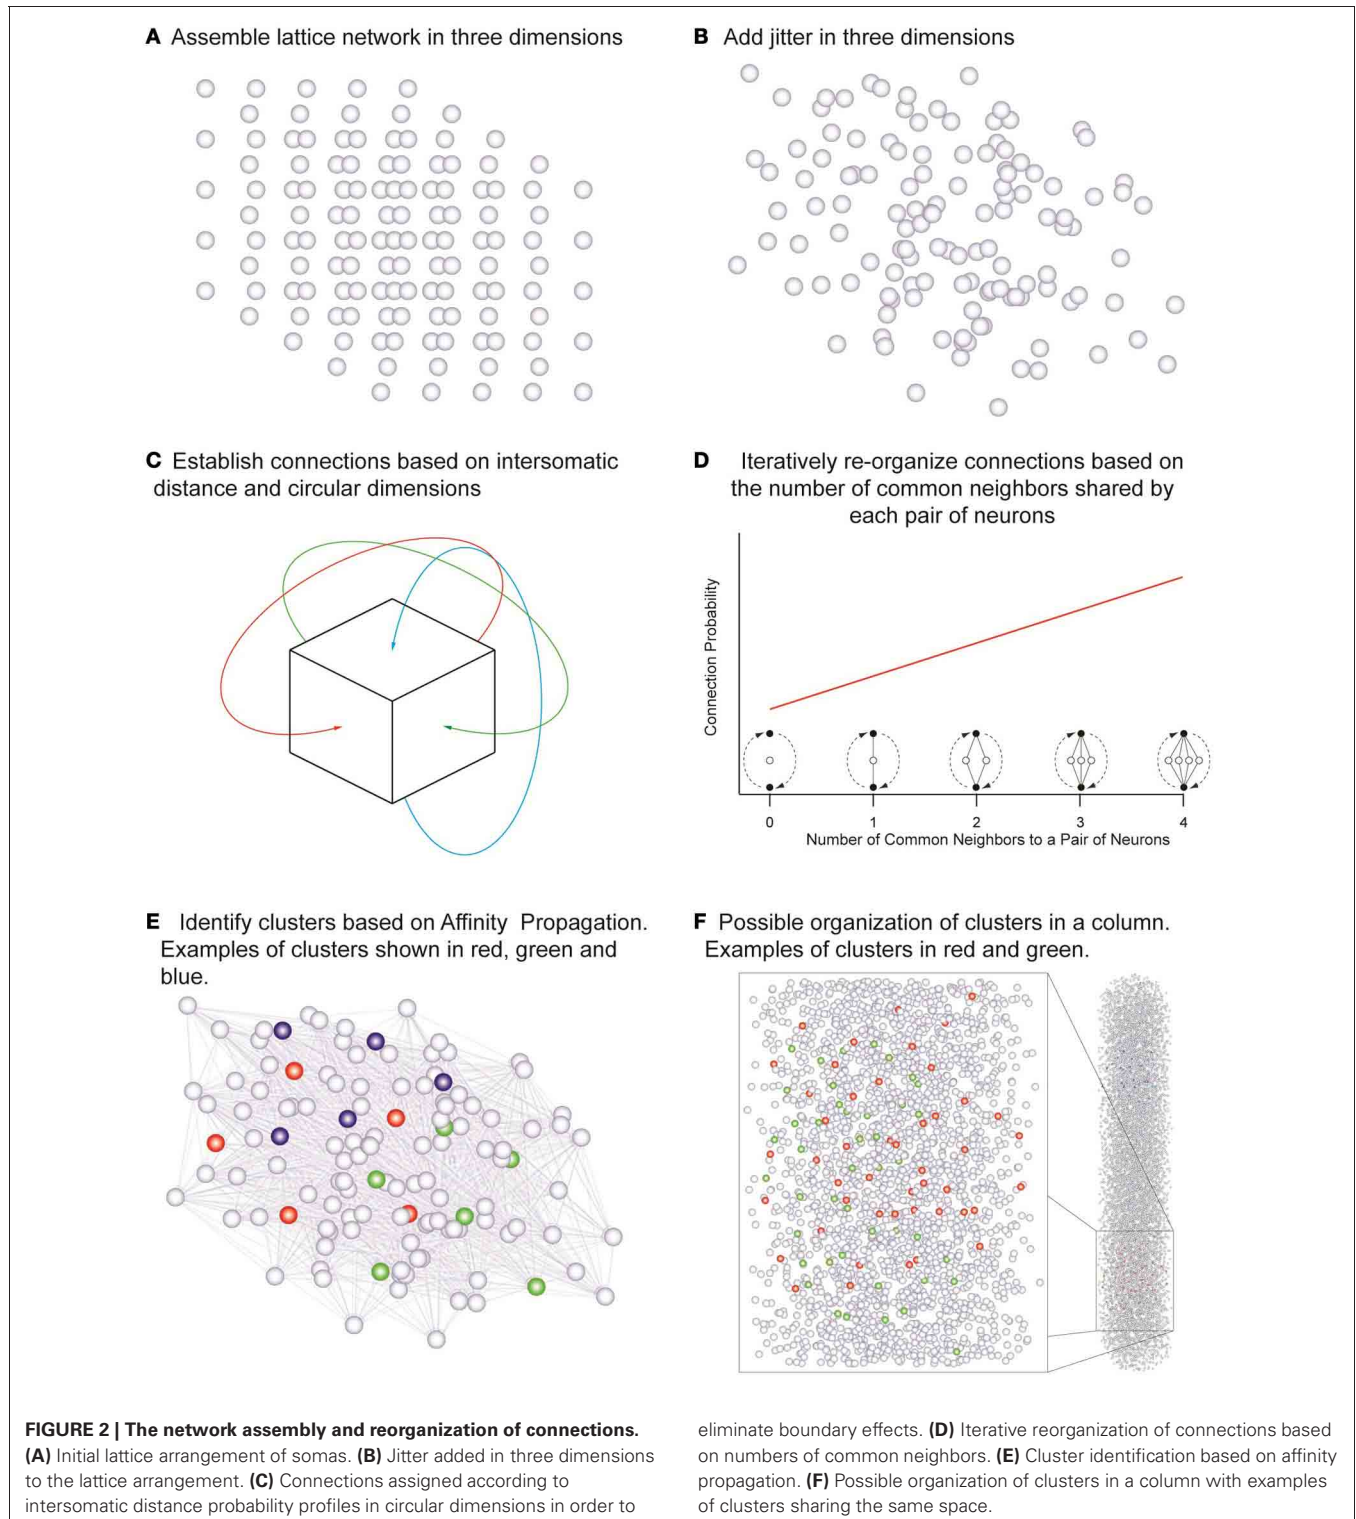 A Assemble lattice network in three dimensions
B Add jitter in three dimensions
C Establish connections based on intersomatic
distance and circular dimensions
D Iteratively re-organize connections based on
the number of common neighbors shared by
each pair of neurons
Connection Probability
0 1 2 3 4
Number of Common Neighbors to a Pair of Neurons
E Identify clusters based on Affinity Propagation.
Examples of clusters shown in red, green and
blue.
F Possible organization of clusters in a column.
Examples of clusters in red and green.
FIGURE 2 | The network assembly and reorganization of connections.
(A) Initial lattice arrangement of somas. (B) Jitter added in three dimensions
to the lattice arrangement. (C) Connections assigned according to
intersomatic distance probability profiles in circular dimensions in order to
eliminate boundary effects. (D) Iterative reorganization of connections based
on numbers of common neighbors. (E) Cluster identification based on affinity
propagation. (F) Possible organization of clusters in a column with examples
of clusters sharing the same space.